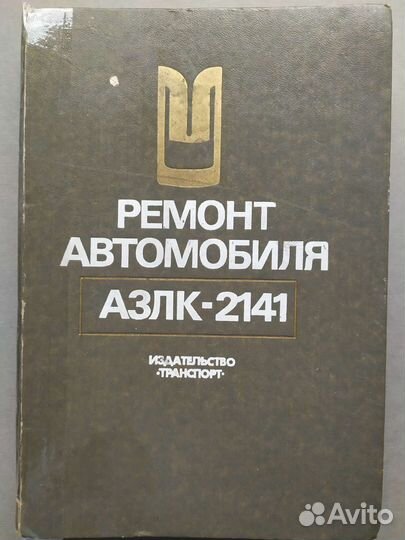 РЕМОНТ
АВТОМОБИЛЯ
АЗЛК-2141
ИЗДАТЕЛЬСТВО
·ТРАНСПОРТ·
Avito